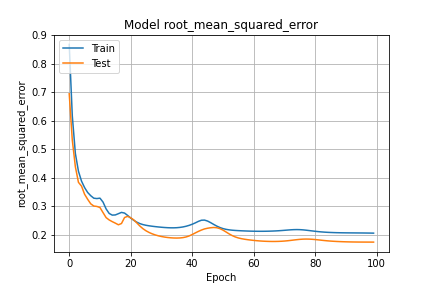 Model root_mean_squared_error
0.9
0.8
0.7
0.6
0.5
0.4
0.3
0.2
root_mean_squared_error
Train
Test
0 20 40 60 80 100
Epoch